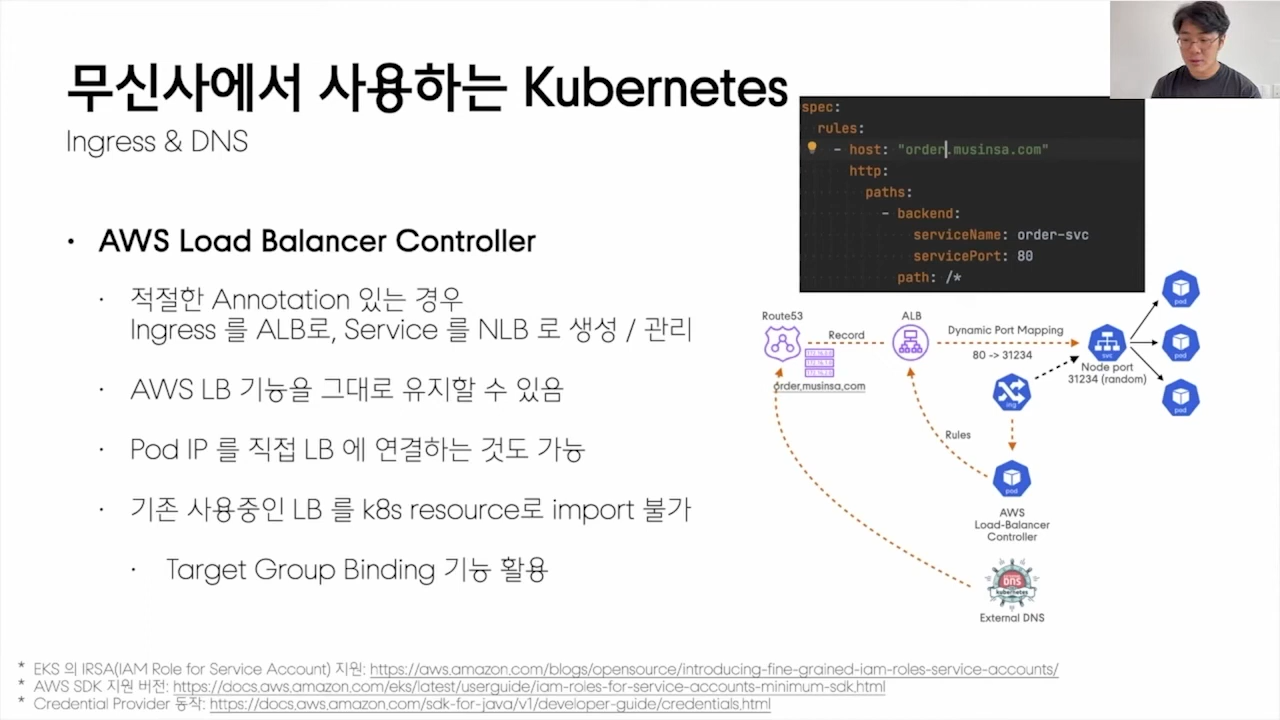 무신사에서 사용하는 Kubernetes
Ingress & DNS
• AWS Load Balancer Controller
· 적절한 Annotation 있는 경우
Ingress 를 ALB로, Service 를 NLB 로 생성 / 관리
· AWS LB 기능을 그대로 유지할 수 있음
· Pod IP 를 직접 LB 에 연결하는 것도 가능
· 기존 사용중인 LB 를 k8s resource로 import 불가
· Target Group Binding 기능 활용
spec:
rules:
- host: "order.musinsa.com"
http:
paths:
- backend:
serviceName: order-svc
servicePort: 80
path: /*
Route53
Record
order.musinsa.com
ALB
Dynamic Port Mapping
80 -> 31234
svc
Node port
31234 (random)
pod
pod
pod
ing
Rules
pod
AWS
Load-Balancer
Controller
DNS
kubernetes
External DNS
* EKS 의 IRSA(IAM Role for Service Account) 지원: https://aws.amazon.com/blogs/opensource/introducing-fine-grained-iam-roles-service-accounts/
* AWS SDK 지원 버전: https://docs.aws.amazon.com/eks/latest/userguide/iam-roles-for-service-accounts-minimum-sdk.html
* Credential Provider 동작: https://docs.aws.amazon.com/sdk-for-java/v1/developer-guide/credentials.html